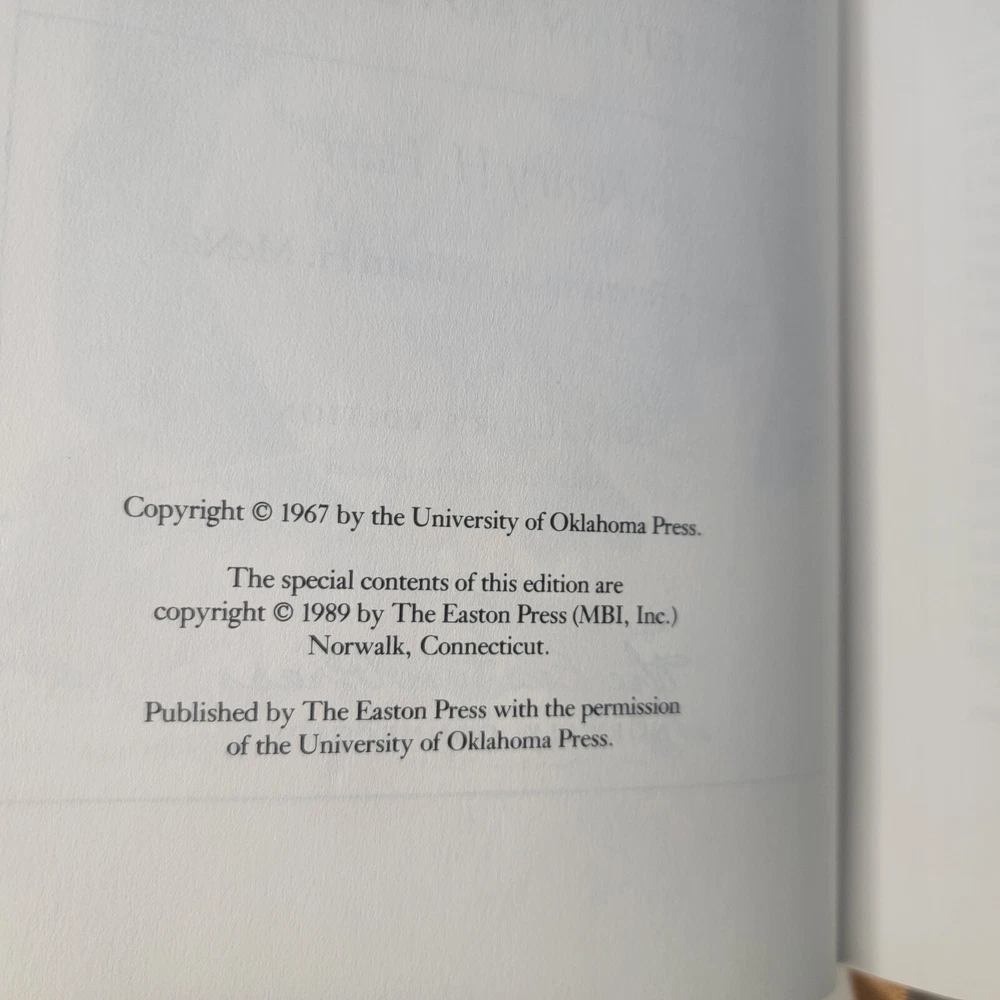 Copyright © 1967 by the University of Oklahoma Press.
The special contents of this edition are
copyright © 1989 by The Easton Press (MBI, Inc.)
Norwalk, Connecticut.
Published by The Easton Press with the permission
of the University of Oklahoma Press.